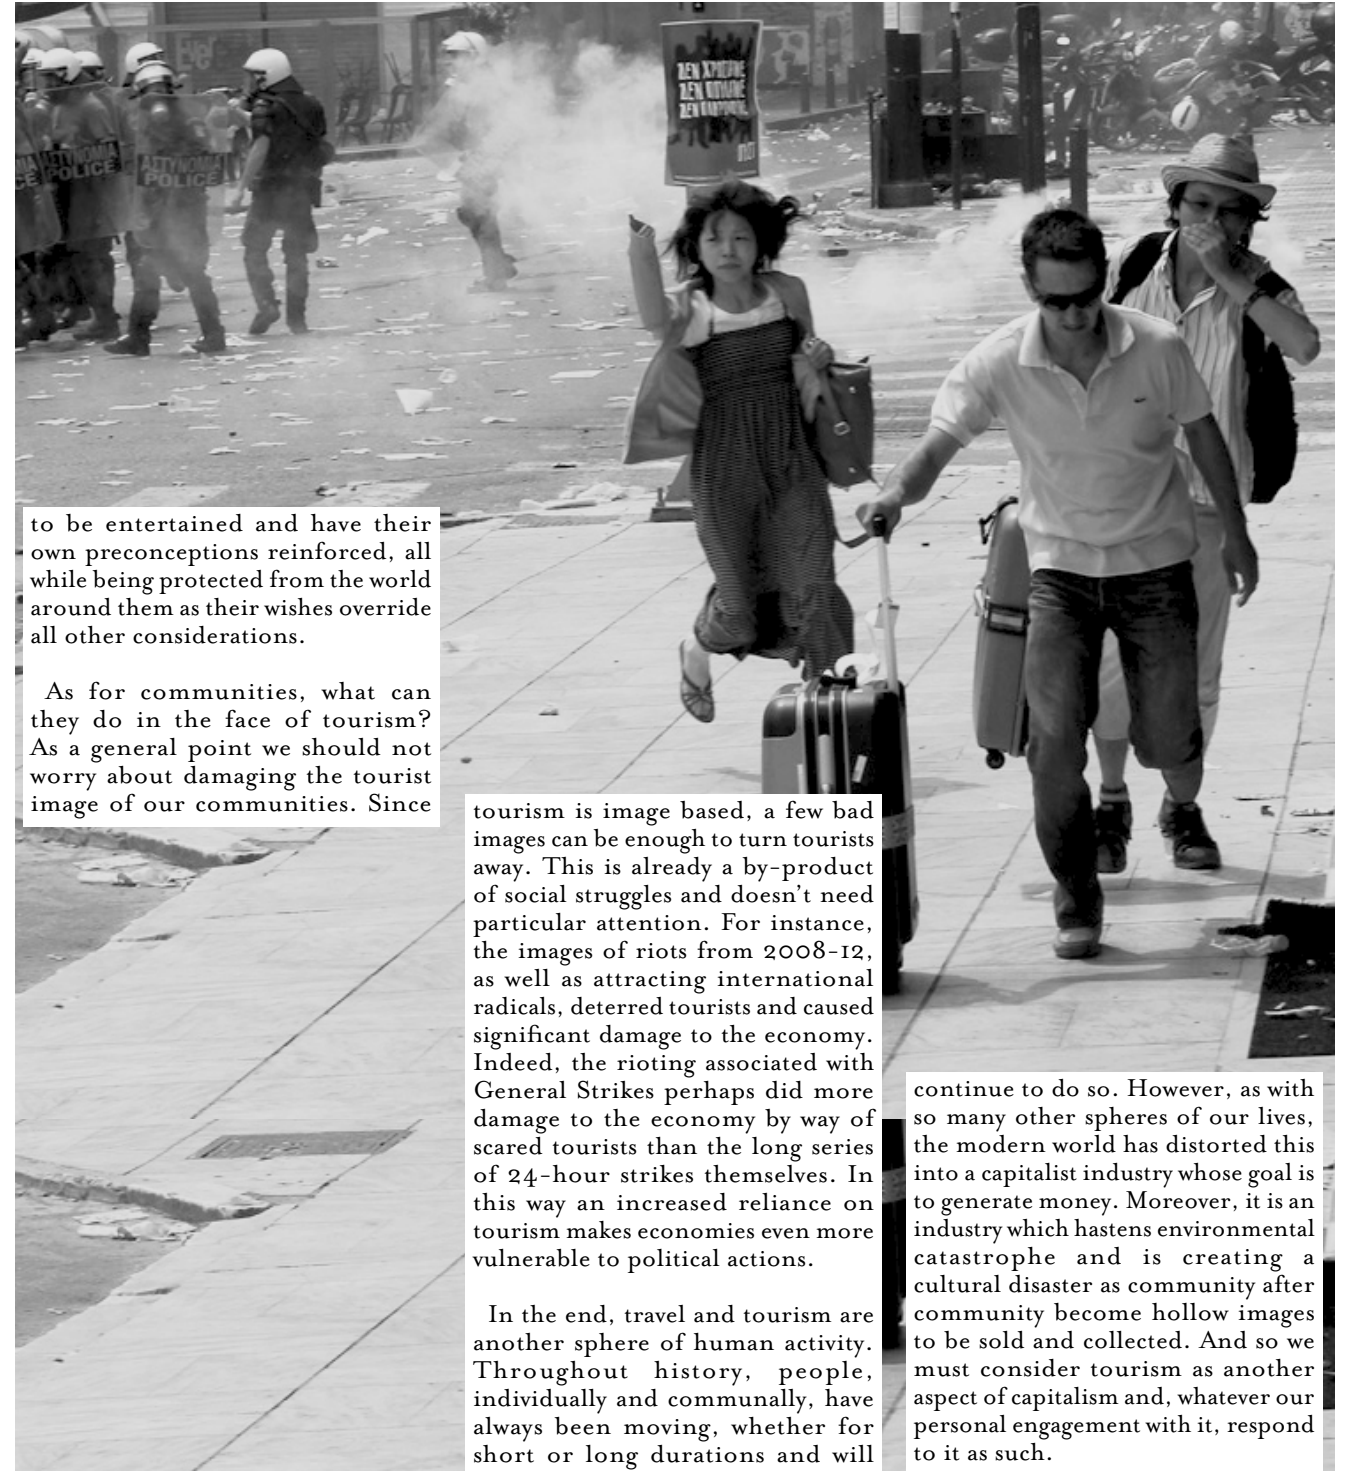 ΑΣΤΥΝΟΜΙΑ
POLICE
ΑΣΤΥΝΟΜΙΑ
POLICE
ΔΕΝ ΧΡΩΣΤΑΜΕ
ΔΕΝ ΠΟΥΛΑΜΕ
ΔΕΝ ΠΛΗΡΩΝΟΥΜΕ
to be entertained and have their
own preconceptions reinforced, all
while being protected from the world
around them as their wishes override
all other considerations.
As for communities, what can
they do in the face of tourism?
As a general point we should not
worry about damaging the tourist
image of our communities. Since
tourism is image based, a few bad
images can be enough to turn tourists
away. This is already a by-product
of social struggles and doesn't need
particular attention. For instance,
the images of riots from 2008-12,
as well as attracting international
radicals, deterred tourists and caused
significant damage to the economy.
Indeed, the rioting associated with
General Strikes perhaps did more
damage to the economy by way of
scared tourists than the long series
of 24-hour strikes themselves. In
this way an increased reliance on
tourism makes economies even more
vulnerable to political actions.
In the end, travel and tourism are
another sphere of human activity.
Throughout history, people,
individually and communally, have
always been moving, whether for
short or long durations and will
continue to do so. However, as with
so many other spheres of our lives,
the modern world has distorted this
into a capitalist industry whose goal is
to generate money. Moreover, it is an
industry which hastens environmental
catastrophe and is creating a
cultural disaster as community after
community become hollow images
to be sold and collected. And so we
must consider tourism as another
aspect of capitalism and, whatever our
personal engagement with it, respond
to it as such.